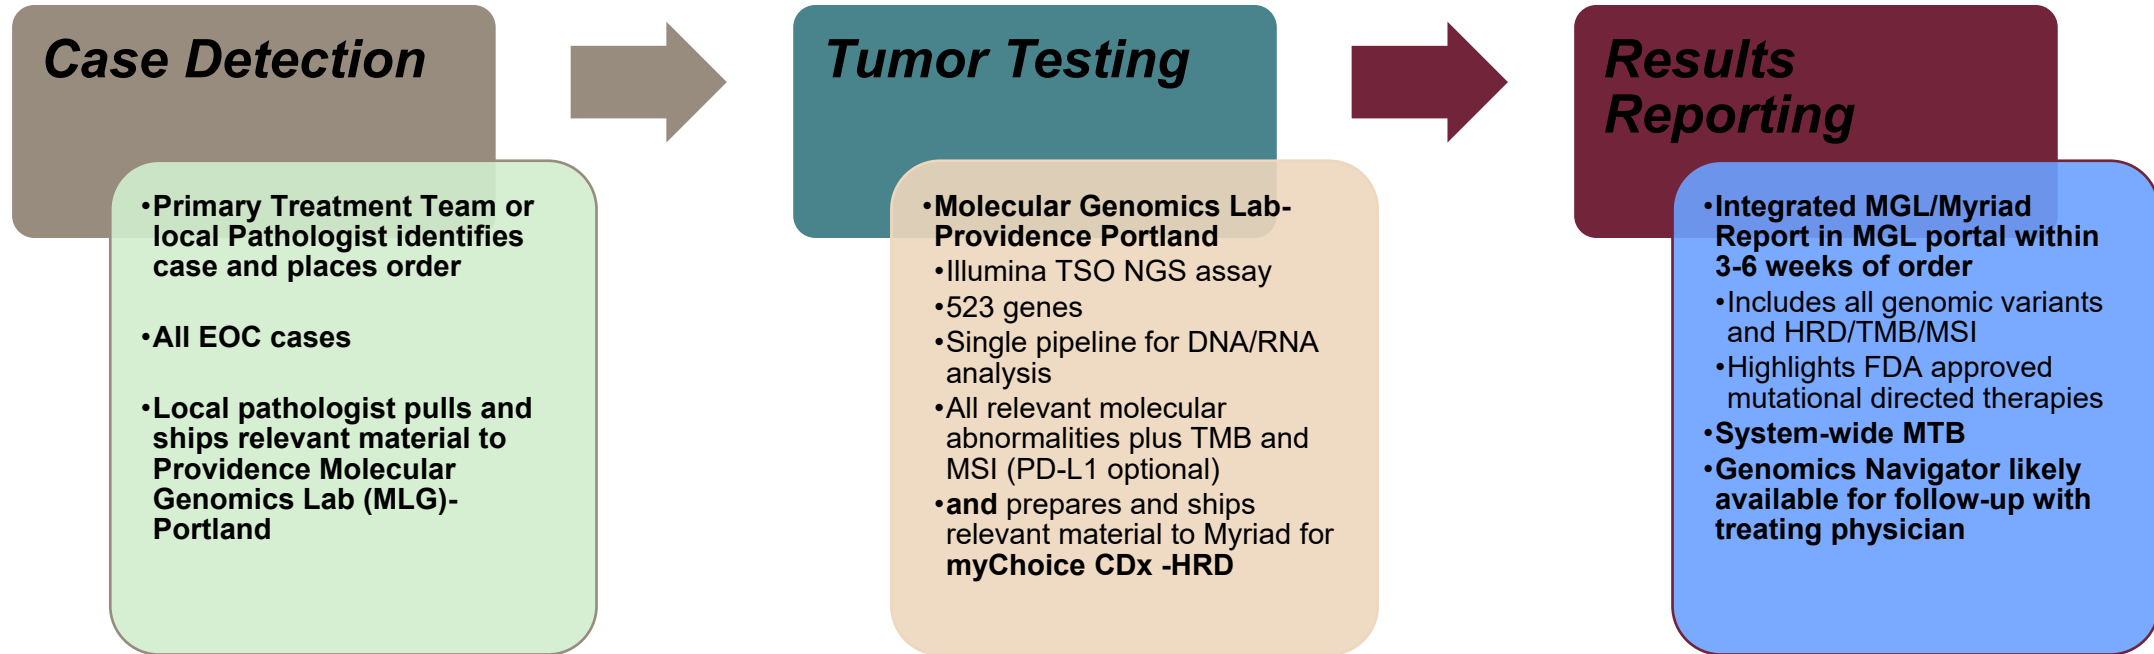 Case Detection
•Primary Treatment Team or
local Pathologist identifies
case and places order
•All EOC cases
•Local pathologist pulls and
ships relevant material to
Providence Molecular
Genomics Lab (MLG)-
Portland
Tumor Testing
•Molecular Genomics Lab-
Providence Portland
•Illumina TSO NGS assay
•523 genes
•Single pipeline for DNA/RNA
analysis
•All relevant molecular
abnormalities plus TMB and
MSI (PD-L1 optional)
•and prepares and ships
relevant material to Myriad for
myChoice CDx -HRD
Results
Reporting
•Integrated MGL/Myriad
Report in MGL portal within
3-6 weeks of order
•Includes all genomic variants
and HRD/TMB/MSI
•Highlights FDA approved
mutational directed therapies
•System-wide MTB
•Genomics Navigator likely
available for follow-up with
treating physician